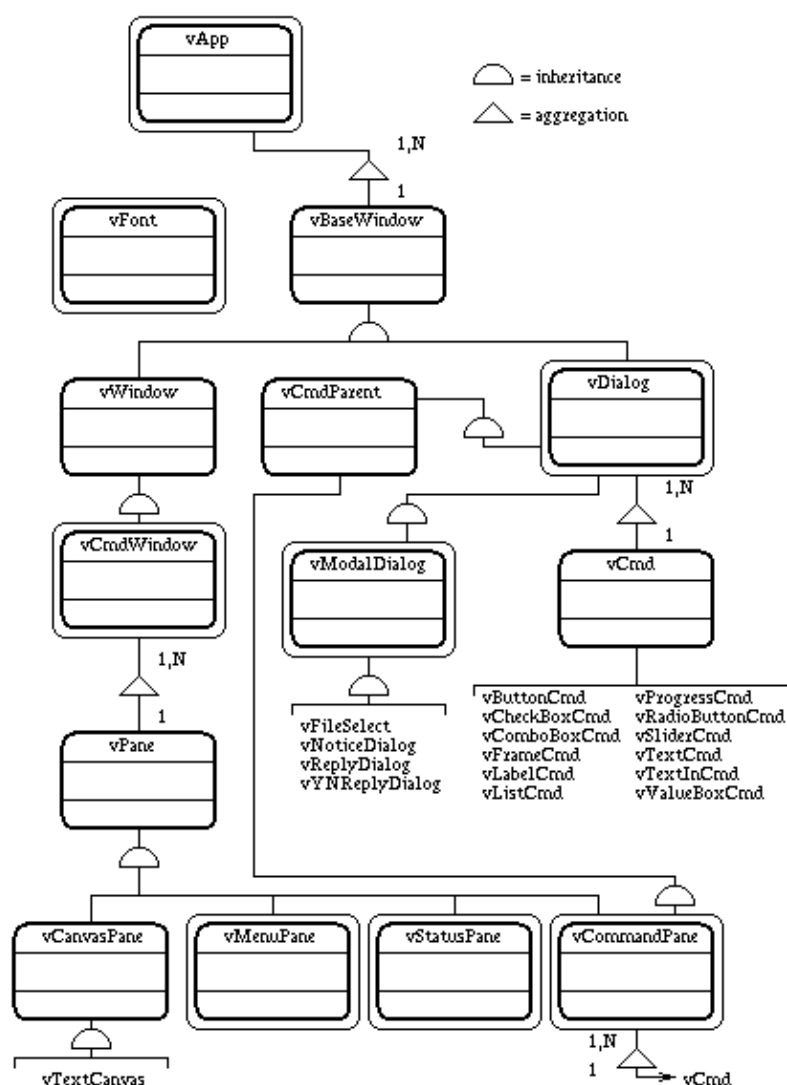 vApp
= inheritance
= aggregation
1,N
1
vFont
vBaseWindow
vWindow
vCmdParent
vDialog
1,N
1
vCmdWindow
vModalDialog
vCmd
1,N
1
vFileSelect
vNoticeDialog
vReplyDialog
vYNReplyDialog
vButtonCmd
vCheckBoxCmd
vComboBoxCmd
vFrameCmd
vLabelCmd
vListCmd
vProgressCmd
vRadioButtonCmd
vSliderCmd
vTextCmd
vTextInCmd
vValueBoxCmd
vPane
vCanvasPane
vMenuPane
vStatusPane
vCommandPane
1,N
1
vTextCanvas
vCmd